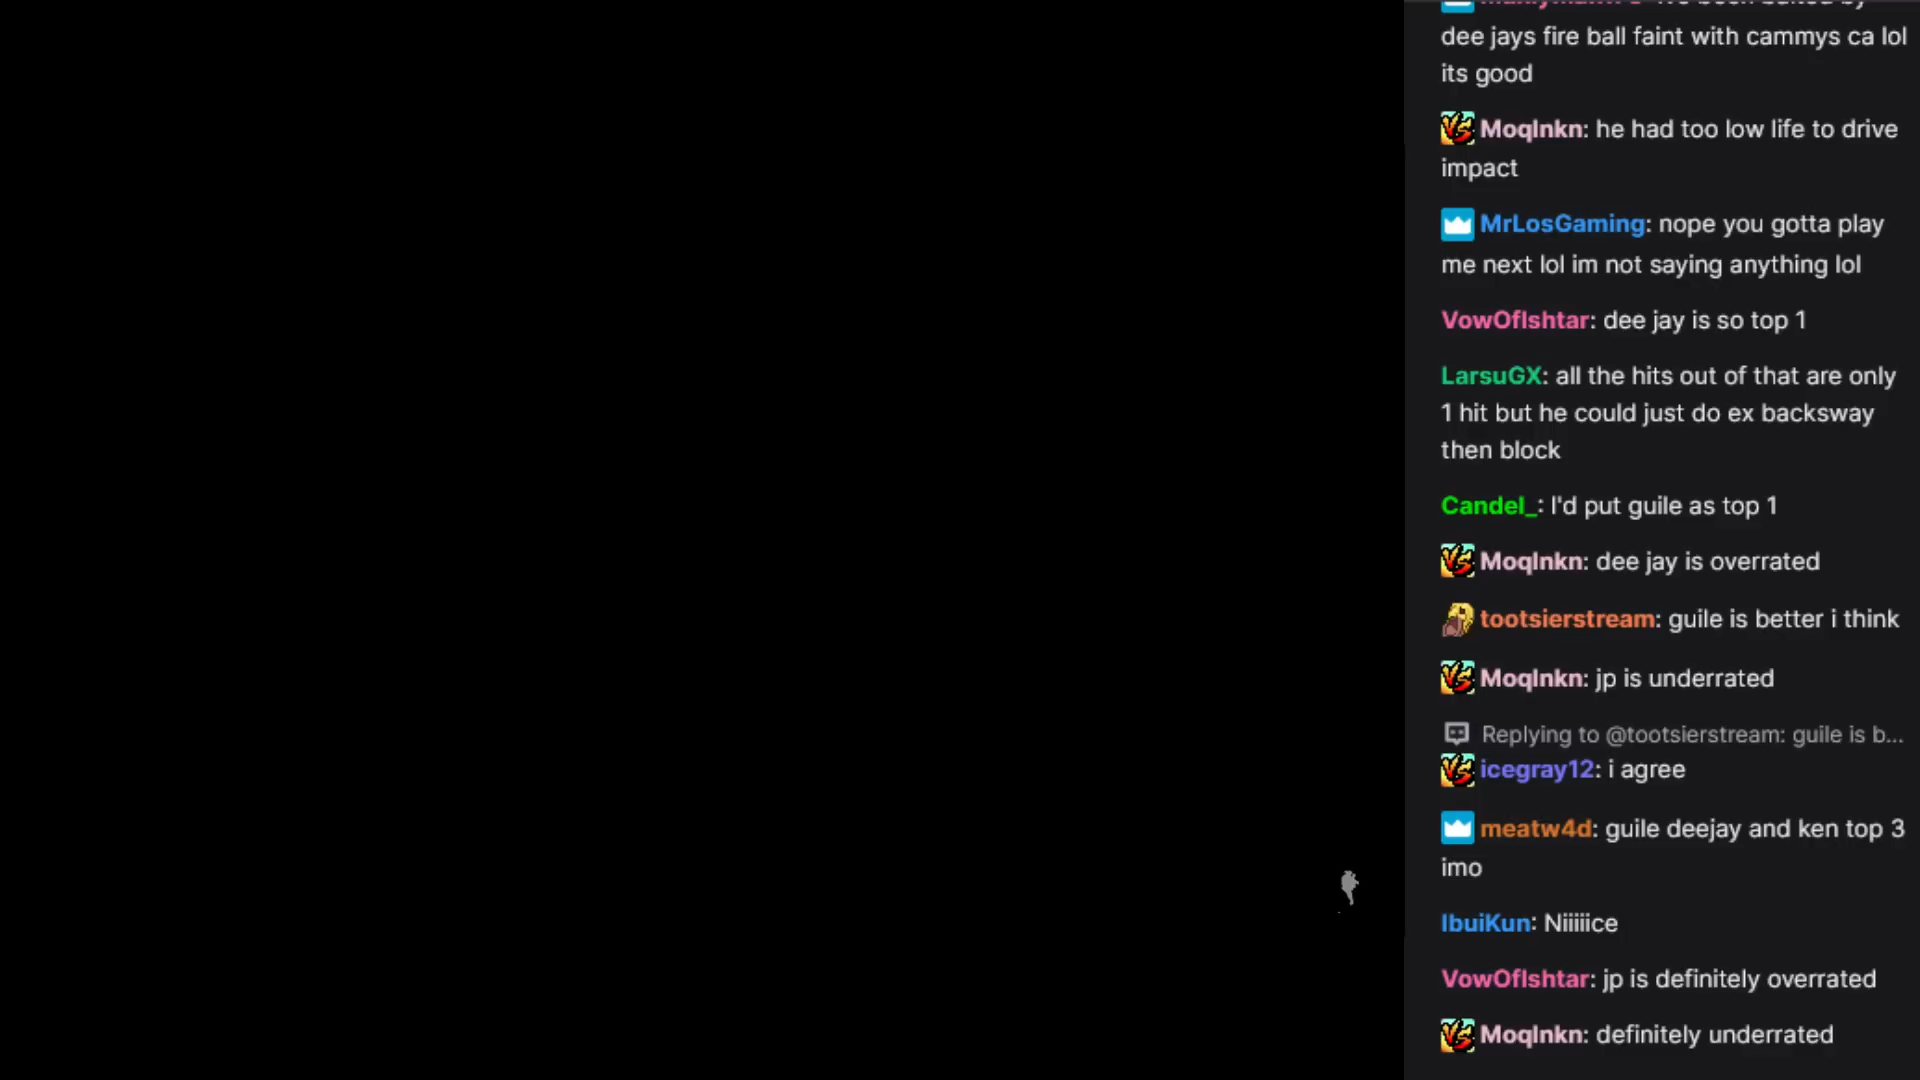 dee jays fire ball faint with cammys ca lol
its good
MoqInkn: he had too low life to drive
impact
MrLosGaming: nope you gotta play
me next lol im not saying anything lol
VowOfIshtar: dee jay is so top 1
LarsuGX: all the hits out of that are only
1 hit but he could just do ex backsway
then block
Candel_: I'd put guile as top 1
MoqInkn: dee jay is overrated
tootsierstream: guile is better i think
MoqInkn: jp is underrated
Replying to @tootsierstream: guile is b...
icegray12: i agree
meatw4d: guile deejay and ken top 3
imo
IbuiKun: Niiiiice
VowOfIshtar: jp is definitely overrated
MoqInkn: definitely underrated